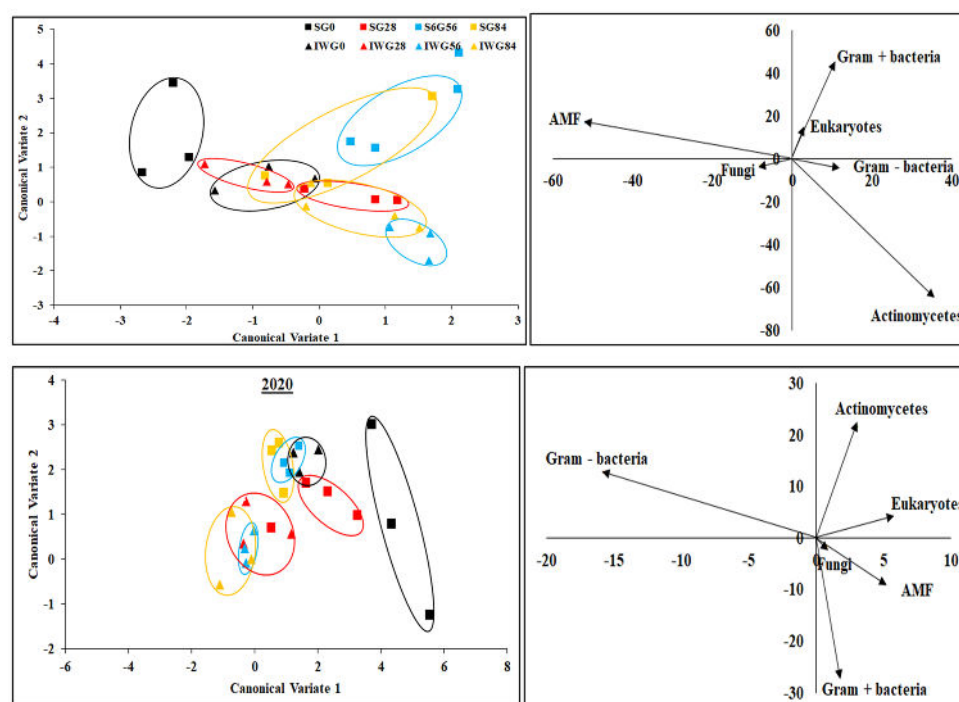 SG0 SG28 S6G56 SG84
IWG0 IWG28 IWG56 IWG84
5
4
3
2
1
0
-1
-2
-3
-4 -3 -2 -1 0 1 2 3
Canonical Variate 2
Canonical Variate 1
60
40
20
0
-20
-40
-60
-80
-60 -40 -20 0 20 40
Gram + bacteria
AMF
Eukaryotes
Fungi
Gram - bacteria
Actinomycetes
2020
4
3
2
1
0
-1
-2
-6 -4 -2 0 2 4 6 8
Canonical Variate 2
Canonical Variate 1
30
20
10
0
-10
-20
-30
-20 -15 -10 -5 0 5 10
Actinomycetes
Gram - bacteria
Eukaryotes
Fungi
AMF
Gram + bacteria